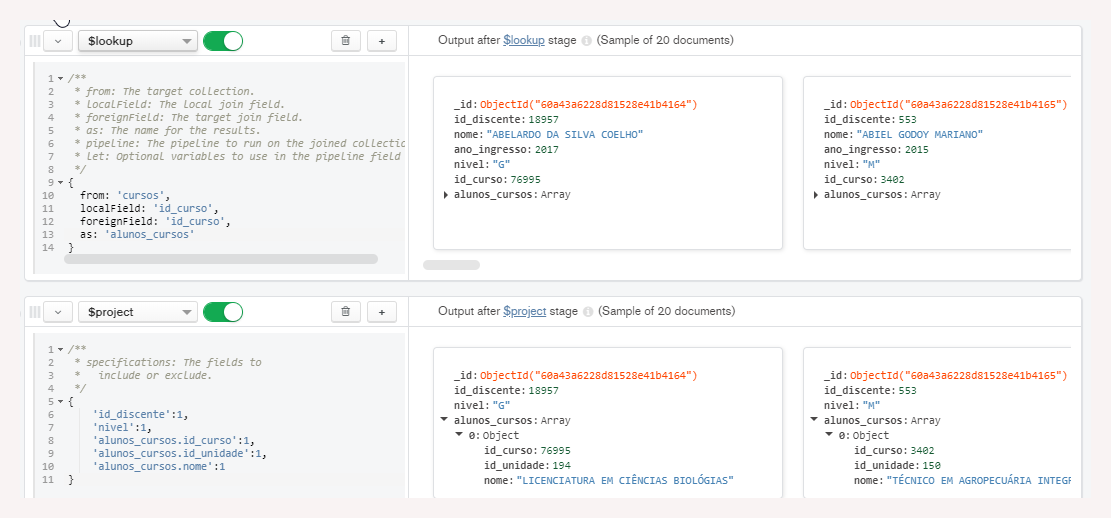 $lookup
+
Output after $lookup stage (Sample of 20 documents)
1 /**
2 * from: The target collection.
3 * localField: The local join field.
4 * foreignField: The target join field.
5 * as: The name for the results.
6 * pipeline: The pipeline to run on the joined collectio
7 * let: Optional variables to use in the pipeline field
8 */
9 {
10 from: 'cursos',
11 localField: 'id_curso',
12 foreignField: 'id_curso',
13 as: 'alunos_cursos'
14 }
_id: ObjectId("60a43a6228d81528e41b4164")
id_discente: 18957
nome: "ABELARDO DA SILVA COELHO"
ano_ingresso: 2017
nivel: "G"
id_curso: 76995
alunos_cursos: Array
_id: ObjectId("60a43a6228d81528e41b4165")
id_discente: 553
nome: "ABIEL GODOY MARIANO"
ano_ingresso: 2015
nivel: "M"
id_curso: 3402
alunos_cursos: Array
$project
+
Output after $project stage (Sample of 20 documents)
1 /**
2 * specifications: The fields to
3 * include or exclude.
4 */
5 {
6 'id_discente':1,
7 'nivel':1,
8 'alunos_cursos.id_curso':1,
9 'alunos_cursos.id_unidade':1,
10 'alunos_cursos.nome':1
11 }
_id: ObjectId("60a43a6228d81528e41b4164")
id_discente: 18957
nivel: "G"
alunos_cursos: Array
0: Object
id_curso: 76995
id_unidade: 194
nome: "LICENCIATURA EM CIÊNCIAS BIOLÓGIAS"
_id: ObjectId("60a43a6228d81528e41b4165")
id_discente: 553
nivel: "M"
alunos_cursos: Array
0: Object
id_curso: 3402
id_unidade: 150
nome: "TÉCNICO EM AGROPECUÁRIA INTEGR